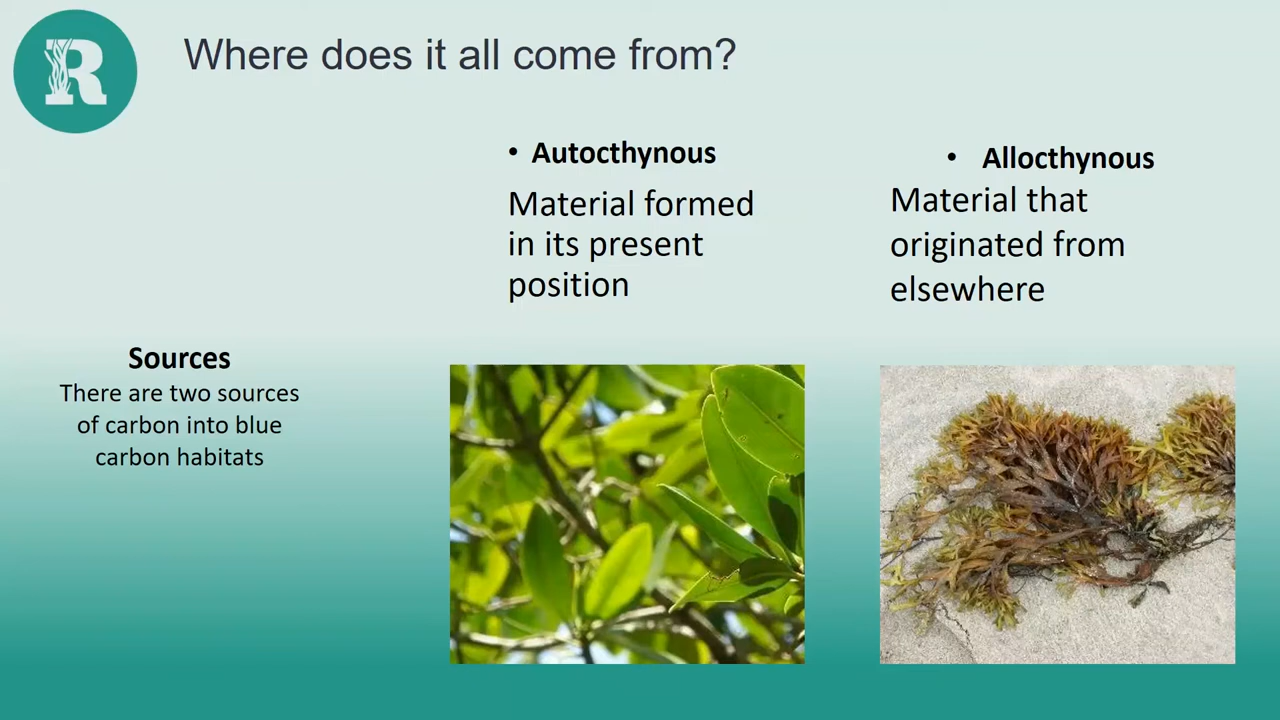 R
Where does it all come from?
• Autocthynous
Material formed
in its present
position
• Allocthynous
Material that
originated from
elsewhere
Sources
There are two sources
of carbon into blue
carbon habitats